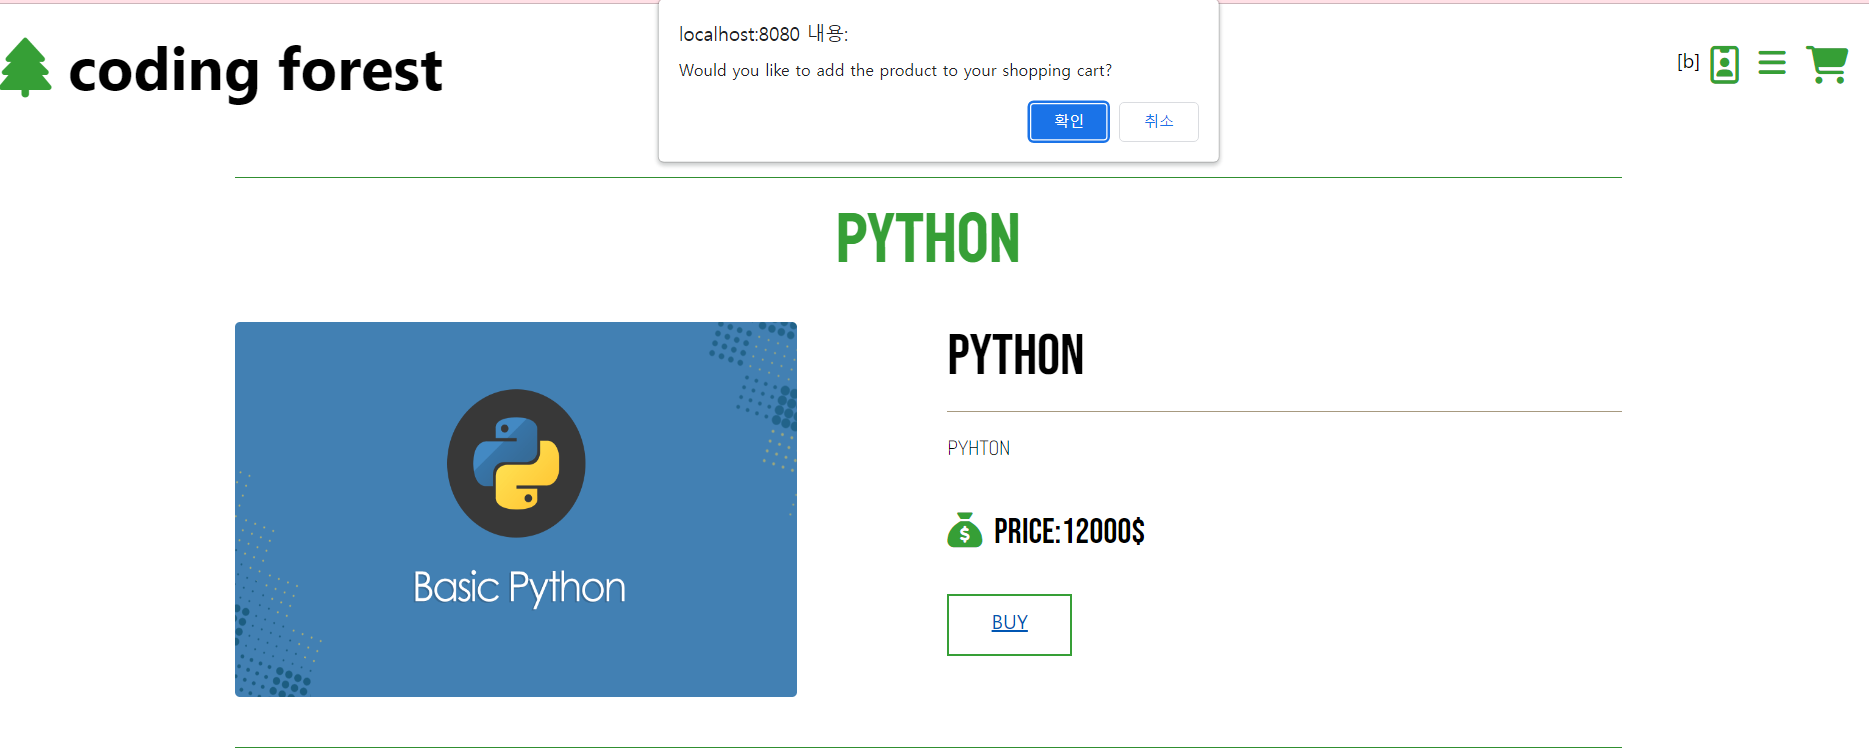 localhost:8080 내용:
Would you like to add the product to your shopping cart?
확인 취소
coding forest
[b]
PYTHON
Basic Python
PYTHON
PYHTON
$ PRICE:12000$
BUY